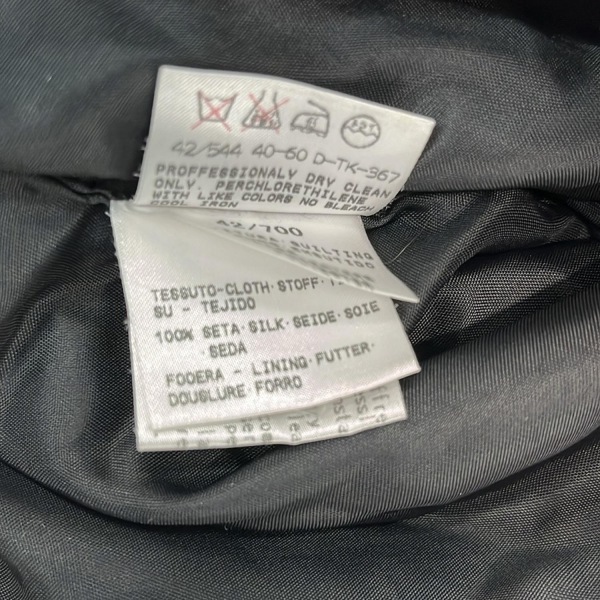 42/544 40-60 D-TK-367
PROFFESSIONALY DRY CLEAN
ONLY. PERCHLORETHILENE
WITH LIKE COLORS NO BLEACH
COOL IRON
42/700
TESSUTO-CLOTH·STOFF·
SU - TEJIDO
100% SETA·SILK·SEIDE·SOIE
SEDA
FODERA - LINING·FUTTER·
DOUSLURE FORRO